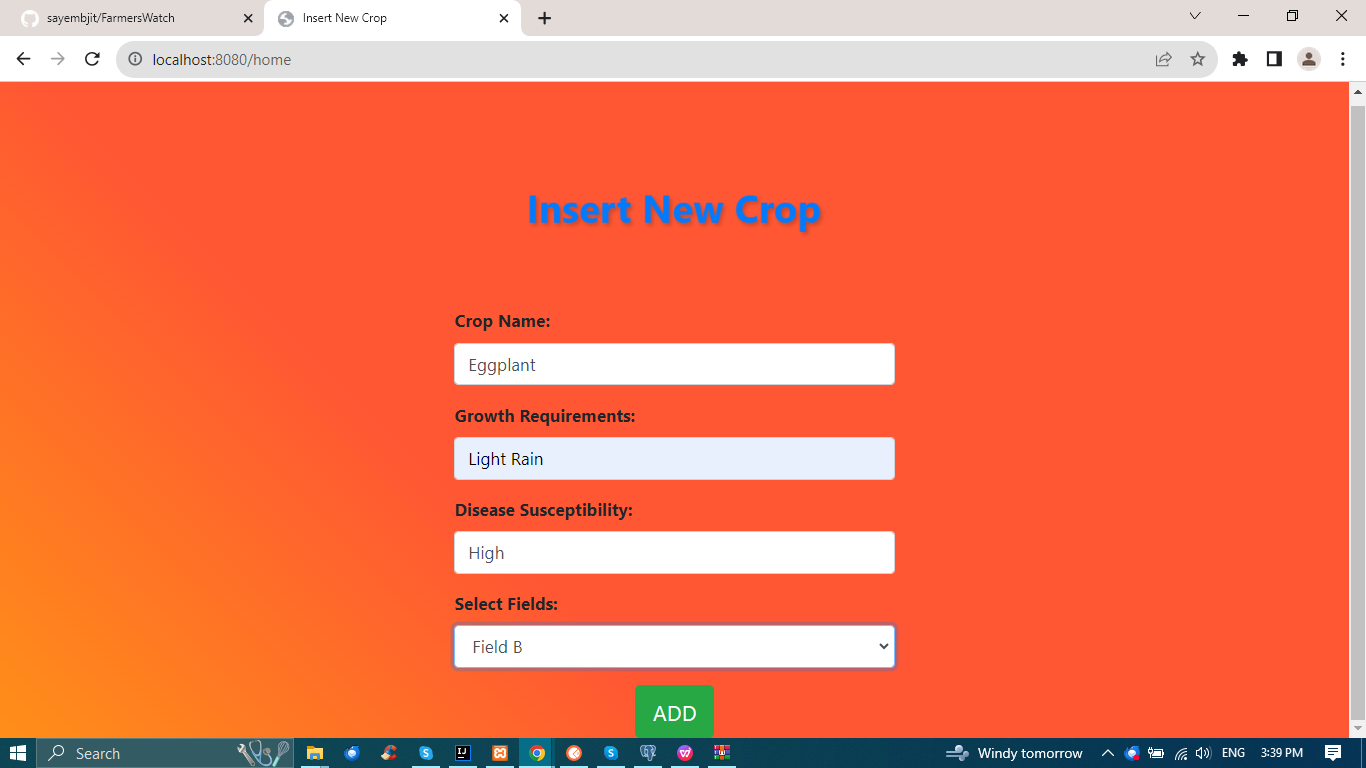 sayembjit/FarmersWatch
Insert New Crop
localhost:8080/home
Insert New Crop
Crop Name:
Eggplant
Growth Requirements:
Light Rain
Disease Susceptibility:
High
Select Fields:
Field B
ADD
Search
Windy tomorrow
ENG
3:39 PM